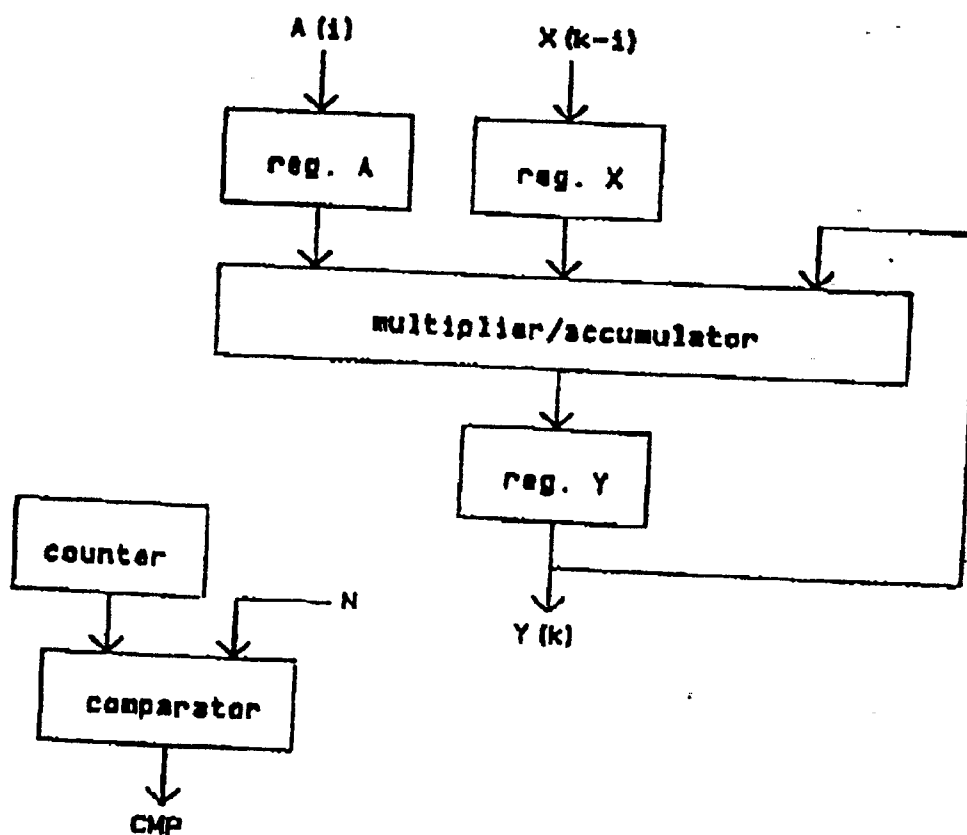 A(i)
X(k-i)
reg. A
reg. X
multiplier/accumulator
reg. Y
counter
N
Y(k)
comparator
CMP